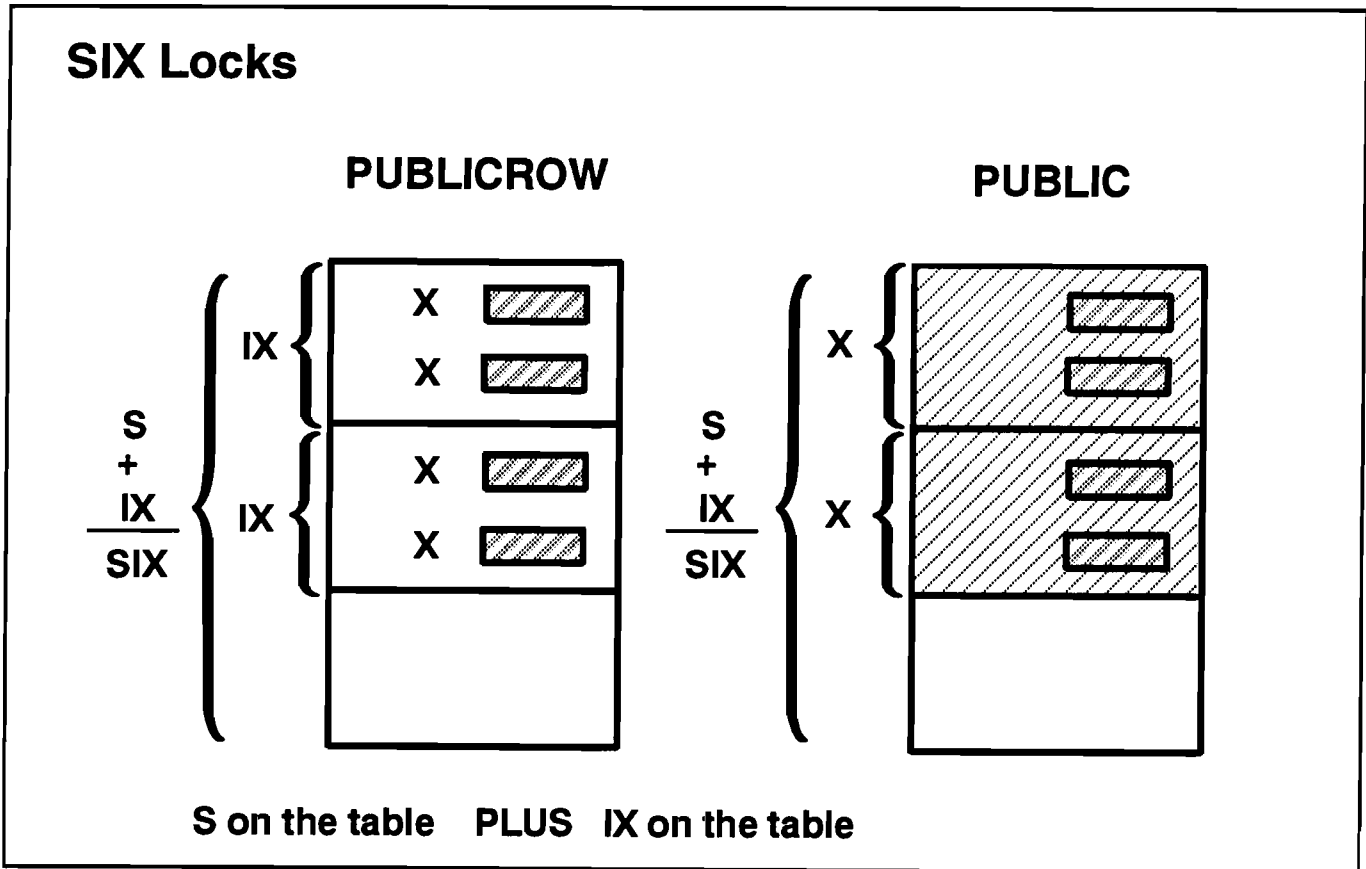 SIX Locks
PUBLICROW
PUBLIC
IX
X
X
IX
X
X
S
+
IX
SIX
X
X
S
+
IX
SIX
S on the table PLUS IX on the table